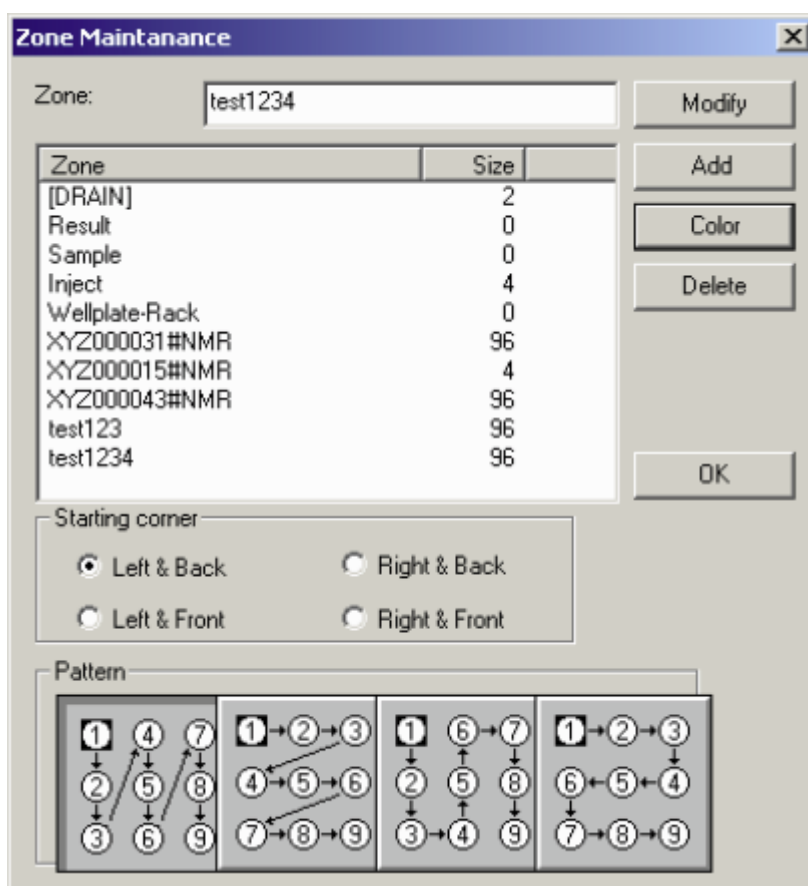 Zone Maintanance
Zone: test1234 Modify
Zone Size Add
[DRAIN] 2
Result 0 Color
Sample 0
Inject 4 Delete
Wellplate-Rack 0
XYZ000031#NMR 96
XYZ000015#NMR 4
XYZ000043#NMR 96
test123 96
test1234 96
OK
Starting corner
Left & Back Right & Back
Left & Front Right & Front
Pattern
1 4 7 1 2 3 1 6 7 1 2 3
2 5 8 4 5 6 2 5 8 6 5 4
3 6 9 7 8 9 3 4 9 7 8 9